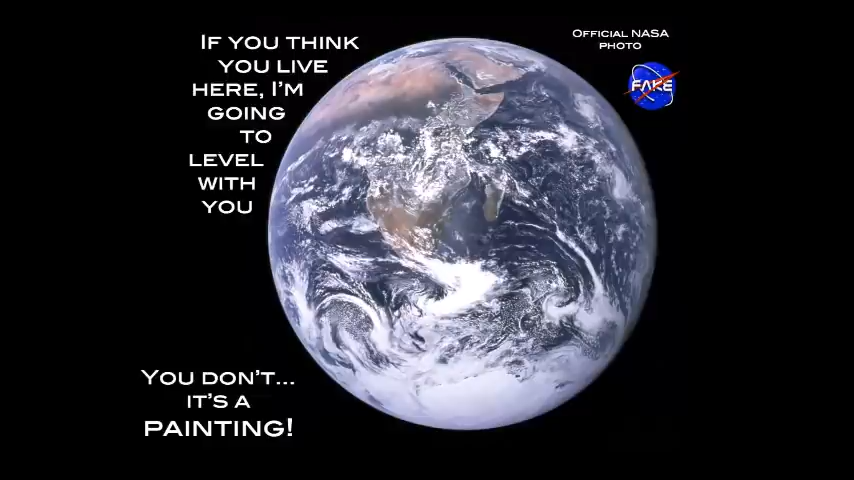 IF YOU THINK
YOU LIVE
HERE, I'M
GOING
TO
LEVEL
WITH
YOU
OFFICIAL NASA
PHOTO
FAKE
YOU DON'T...
IT'S A
PAINTING!